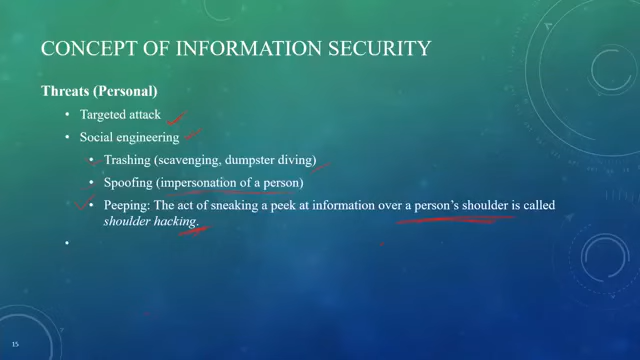 CONCEPT OF INFORMATION SECURITY
Threats (Personal)
• Targeted attack
• Social engineering
• Trashing (scavenging, dumpster diving)
• Spoofing (impersonation of a person)
• Peeping: The act of sneaking a peek at information over a person's shoulder is called
shoulder hacking.
•
15